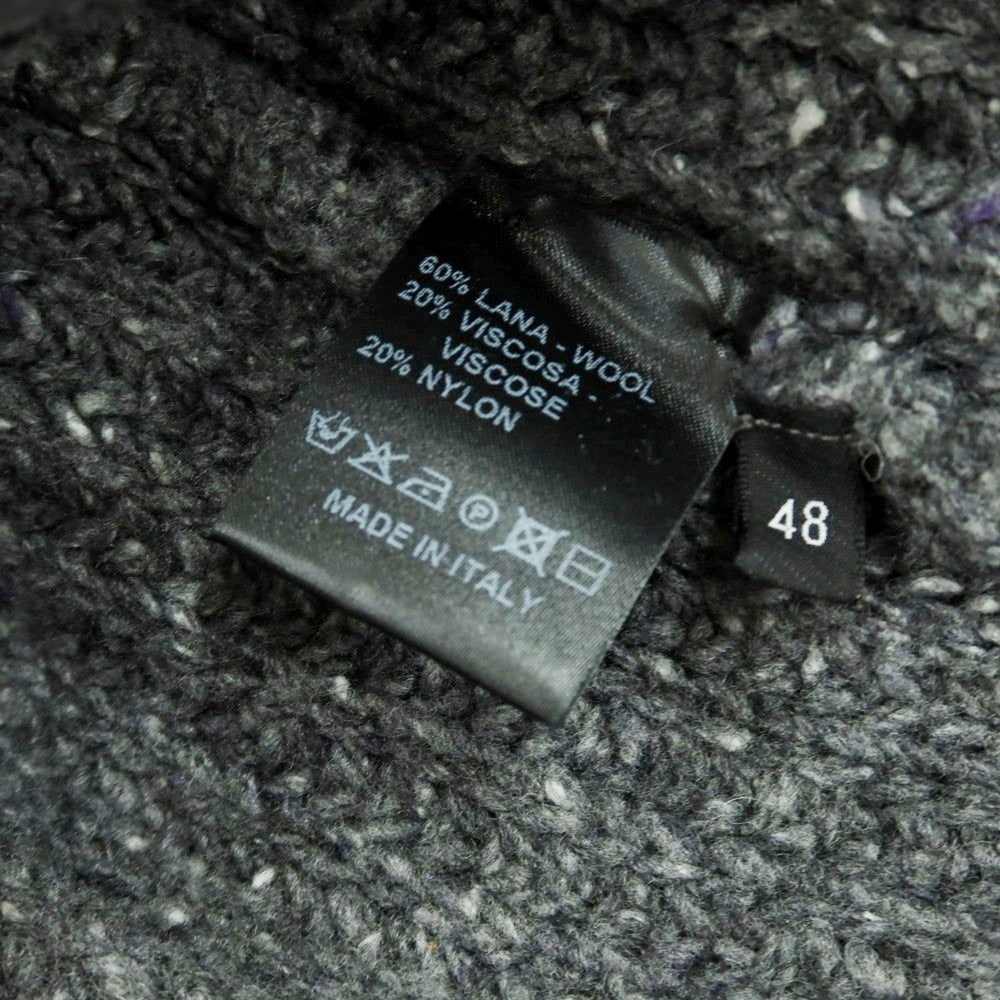 60% LANA - WOOL
20% VISCOSA -
VISCOSE
20% NYLON
P
MADE IN ITALY
48